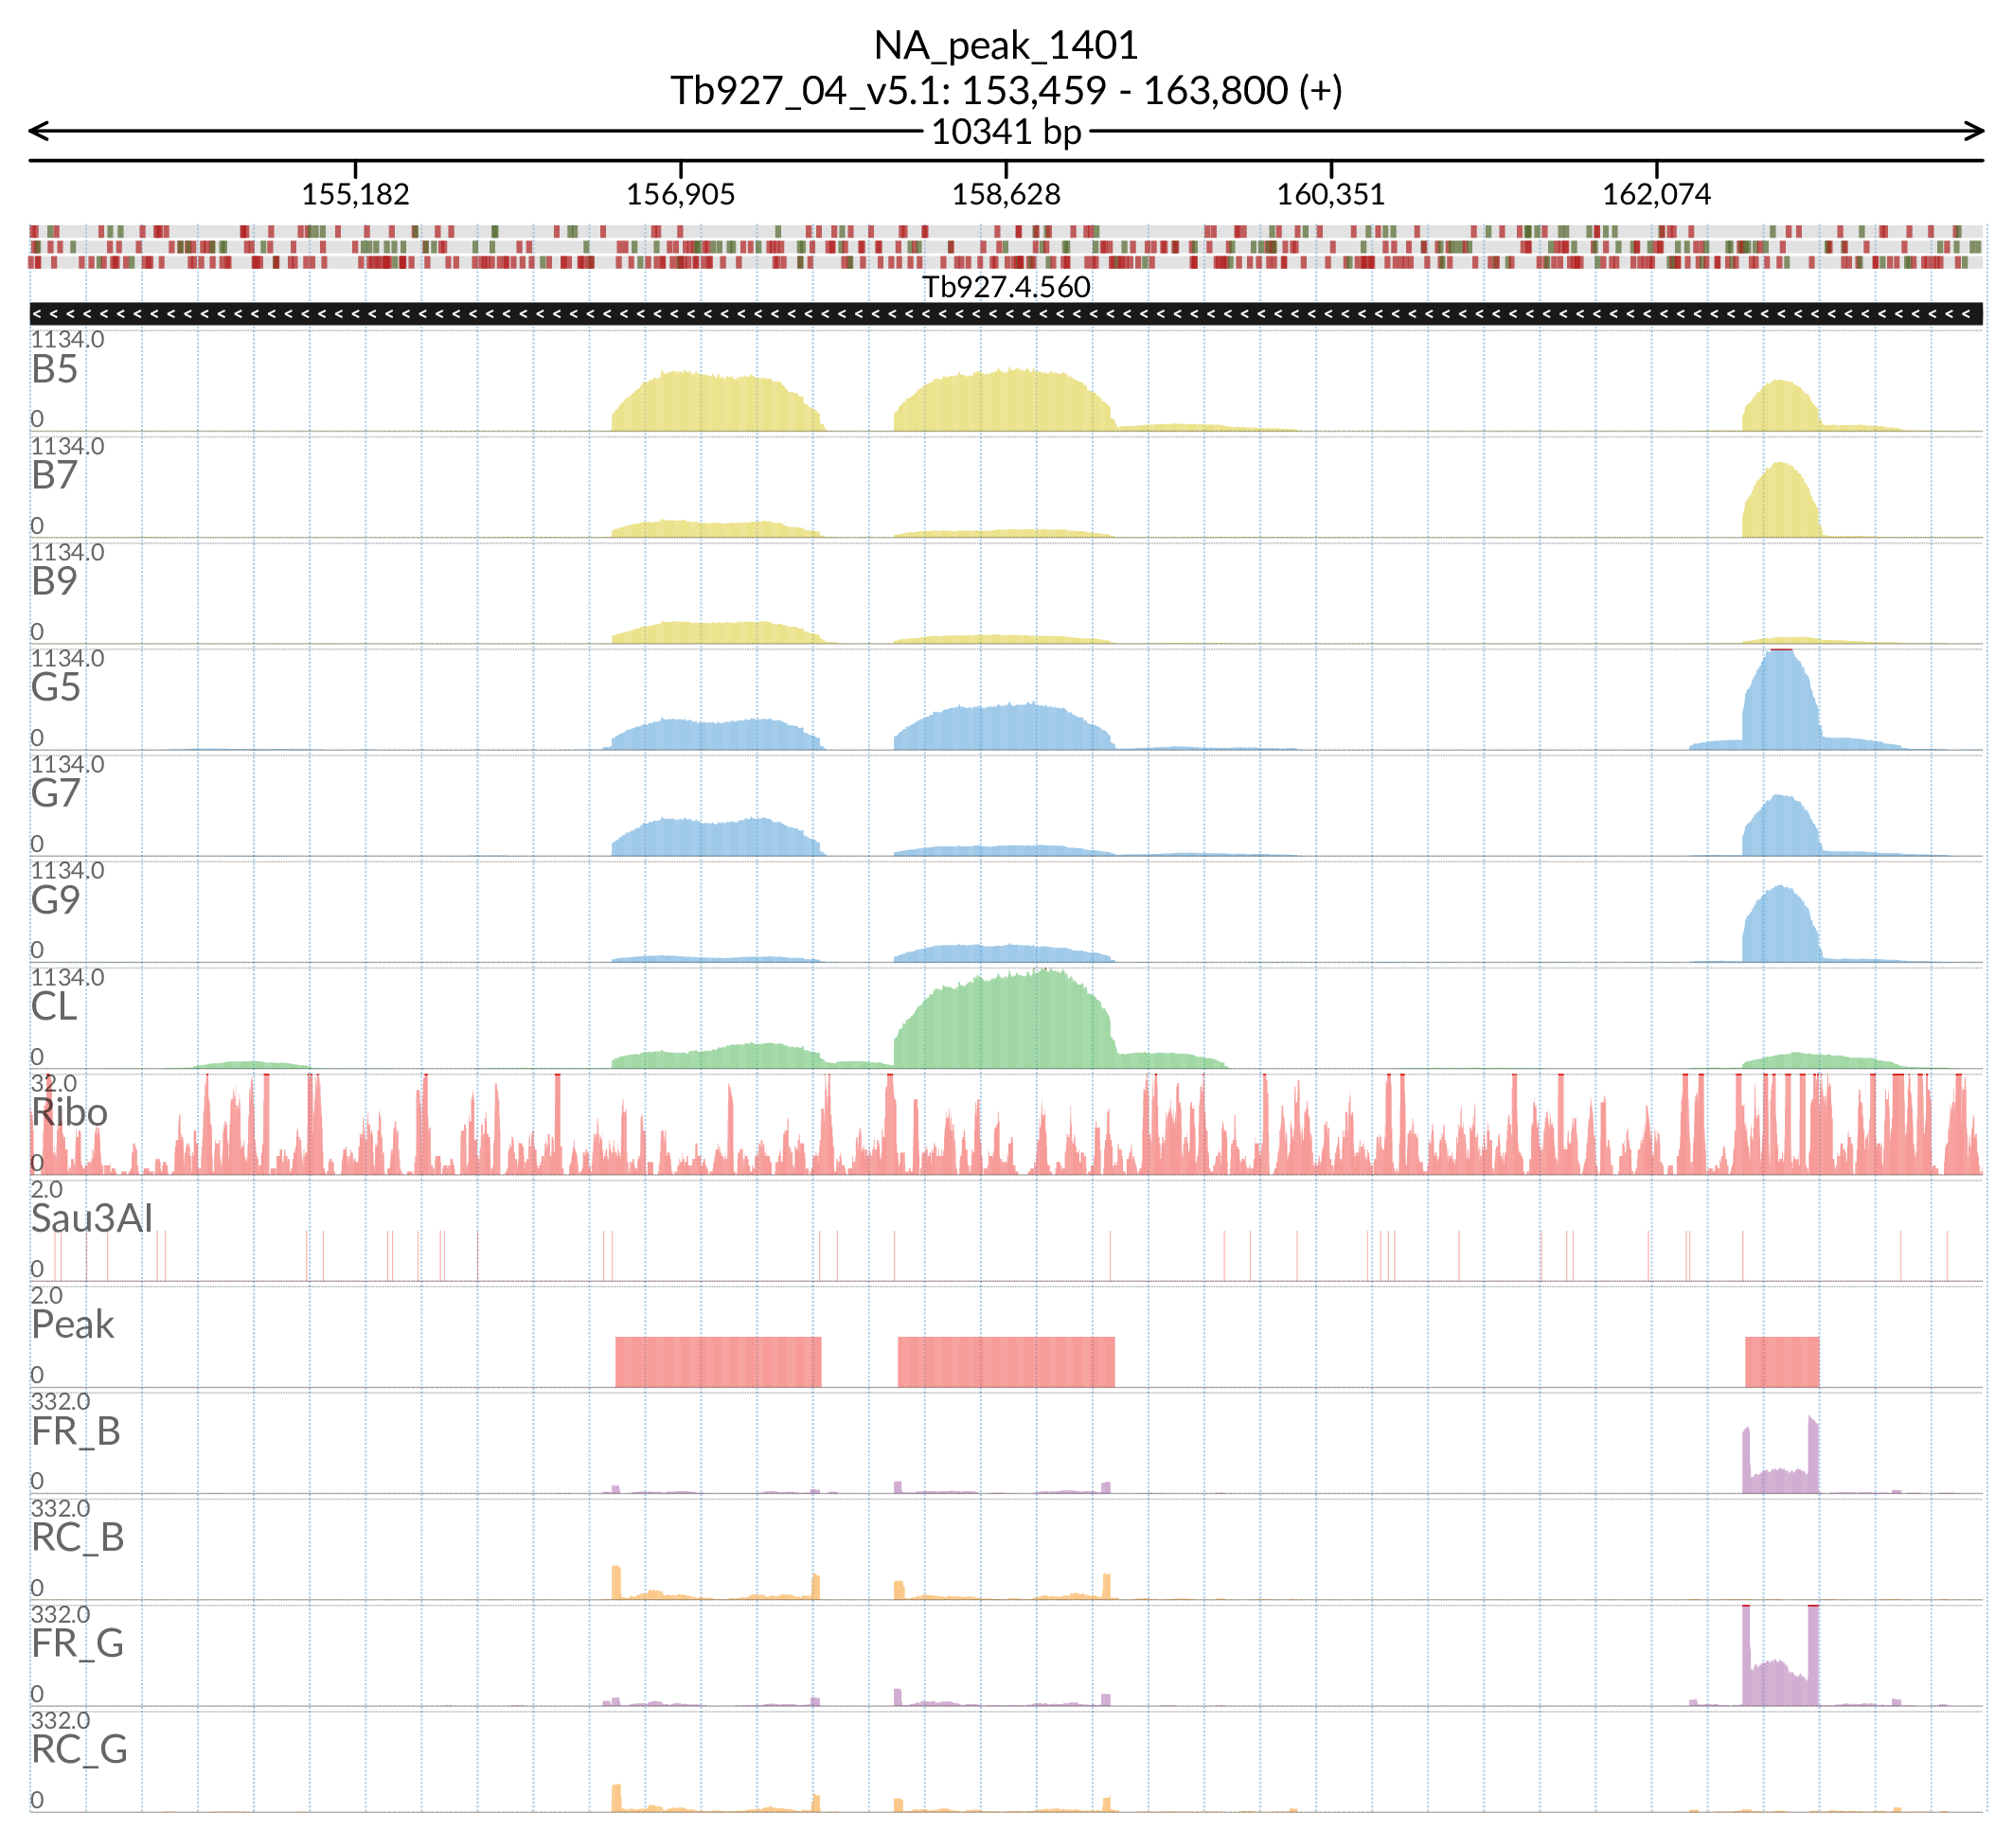 NA_peak_1401
Tb927_04_v5.1: 153,459 - 163,800 (+)
10341 bp
155,182 156,905 158,628 160,351 162,074
Tb927.4.560
1134.0
B5
0
1134.0
B7
0
1134.0
B9
0
1134.0
G5
0
1134.0
G7
0
1134.0
G9
0
1134.0
CL
0
32.0
Ribo
0
2.0
Sau3AI
0
2.0
Peak
0
332.0
FR_B
0
332.0
RC_B
0
332.0
FR_G
0
332.0
RC_G
0